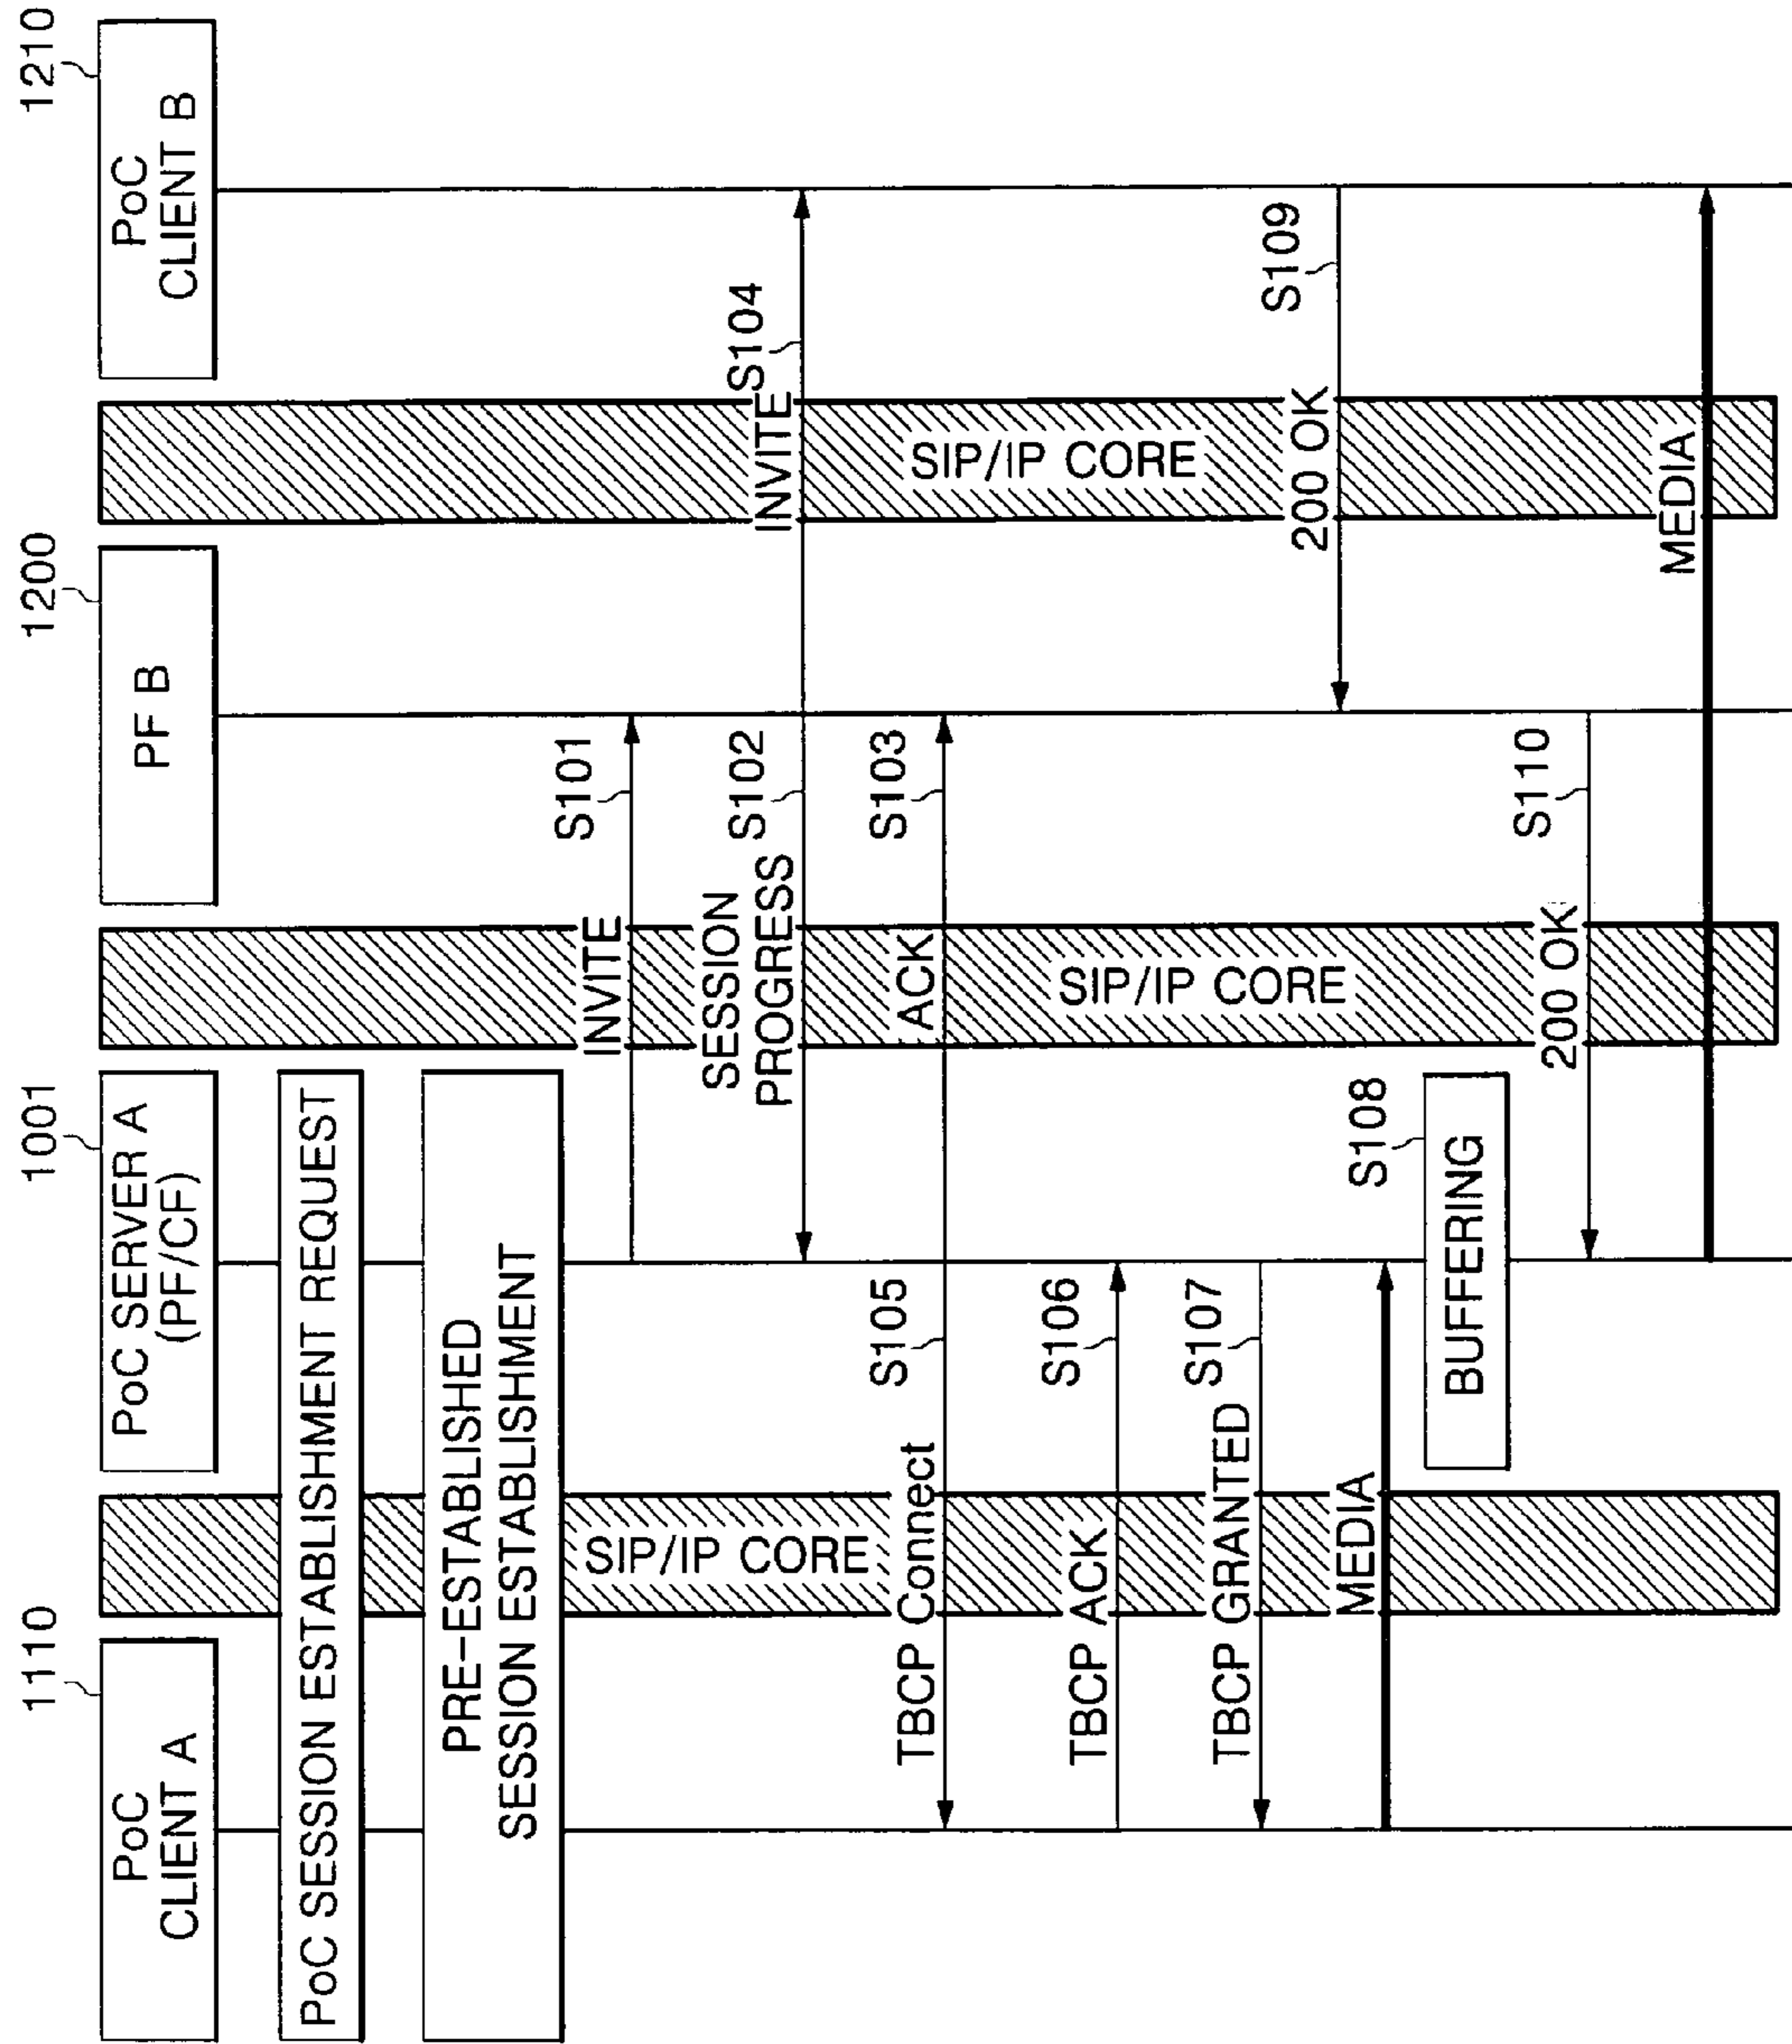 1110
1001
1200
1210
PoC
CLIENT A
PoC SERVER A
(PF/CF)
PF B
PoC
CLIENT B
PoC SESSION ESTABLISHMENT REQUEST
PRE-ESTABLISHED
SESSION ESTABLISHMENT
INVITE
S101
SESSION
PROGRESS
S102
INVITE
S104
SIP/IP CORE
TBCP Connect
S105
ACK
S103
SIP/IP CORE
SIP/IP CORE
TBCP ACK
S106
TBCP GRANTED
S107
200 OK
S109
MEDIA
S108
BUFFERING
200 OK
S110
MEDIA